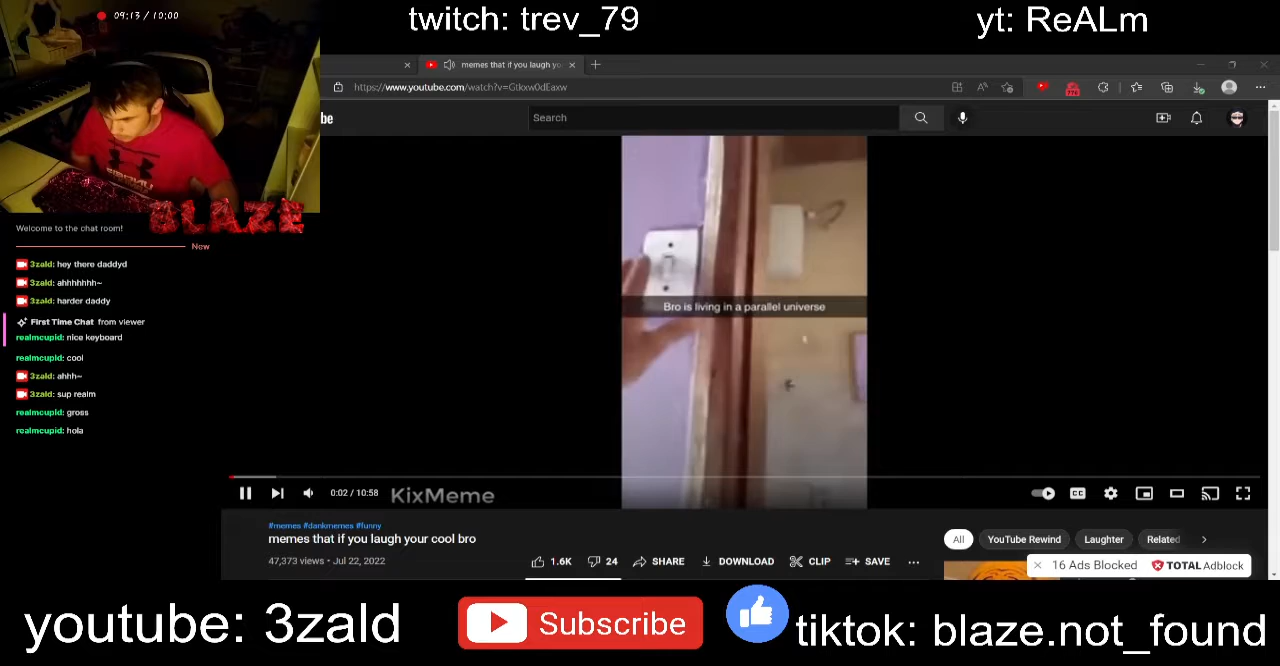 09:13 / 10:00
twitch: trev_79
yt: ReALm
memes that if you laugh yo
https://www.youtube.com/watch?v=Gtkxw0dEaxw
be
Search
BLAZE
Welcome to the chat room!
New
3zald: hey there daddyd
3zald: ahhhhhhh~
3zald: harder daddy
First Time Chat from viewer
realmcupid: nice keyboard
realmcupid: cool
3zald: ahhh~
3zald: sup realm
realmcupid: gross
realmcupid: hola
Bro is living in a parallel universe
0:02 / 10:58
KixMeme
CC
#memes #dankmemes #funny
memes that if you laugh your cool bro
47,373 views • Jul 22, 2022
1.6K
24
SHARE
DOWNLOAD
CLIP
SAVE
All
YouTube Rewind
Laughter
Related
16 Ads Blocked
TOTAL Adblock
youtube: 3zald
Subscribe
tiktok: blaze.not_found